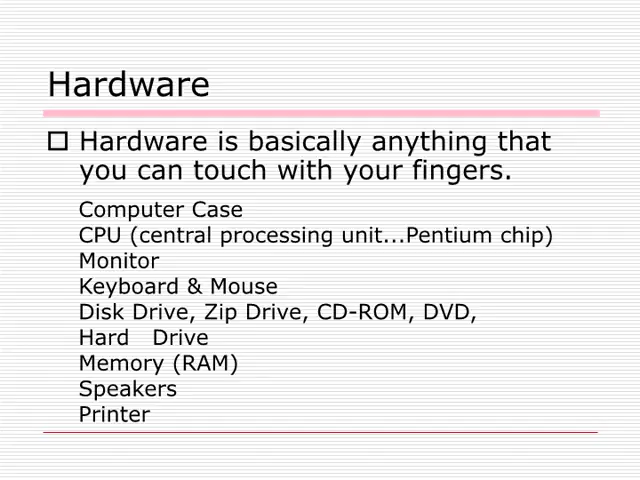 Hardware
Hardware is basically anything that
you can touch with your fingers.
Computer Case
CPU (central processing unit...Pentium chip)
Monitor
Keyboard & Mouse
Disk Drive, Zip Drive, CD-ROM, DVD,
Hard   Drive
Memory (RAM)
Speakers
Printer